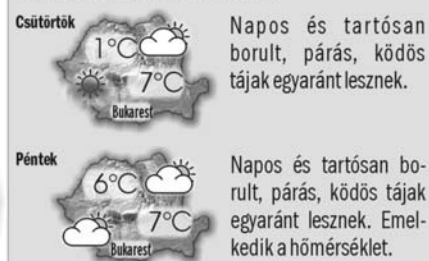 Csütörtök
1°C
7°C
Bukarest
Napos és tartósan
borult, párás, ködös
tájak egyaránt lesznek.
Péntek
6°C
7°C
Bukarest
Napos és tartósan bo-
rult, párás, ködös tájak
egyaránt lesznek. Emel-
kedik a hőmérséklet.